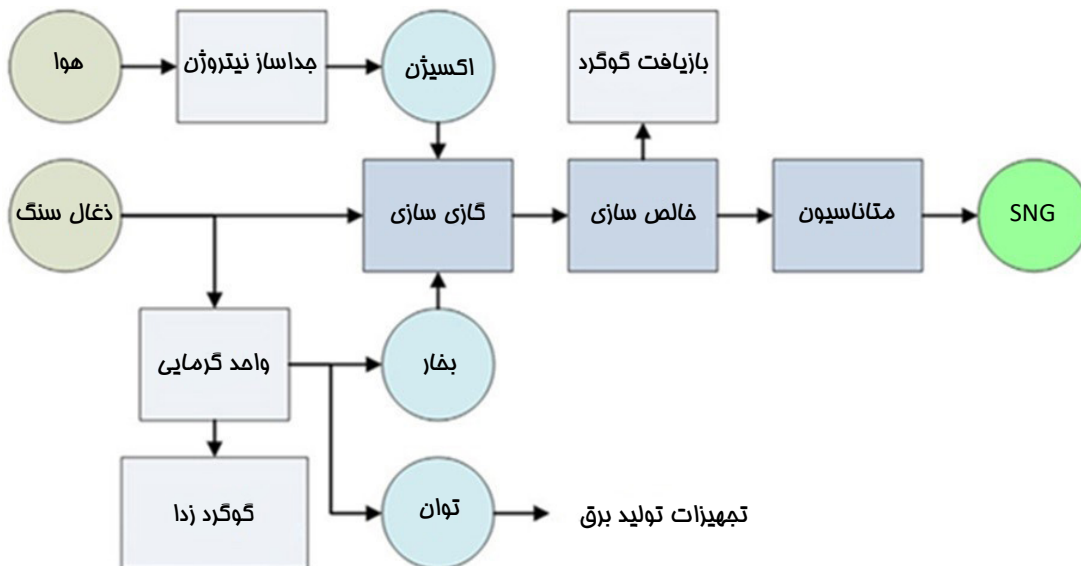 هوا
جداساز نیتروژن
اکسیژن
بازیافت گوگرد
ذغال سنگ
گازی سازی
خالص سازی
متاناسیون
SNG
واحد گرمایی
بخار
گوگرد زدا
توان
تجهیزات تولید برق